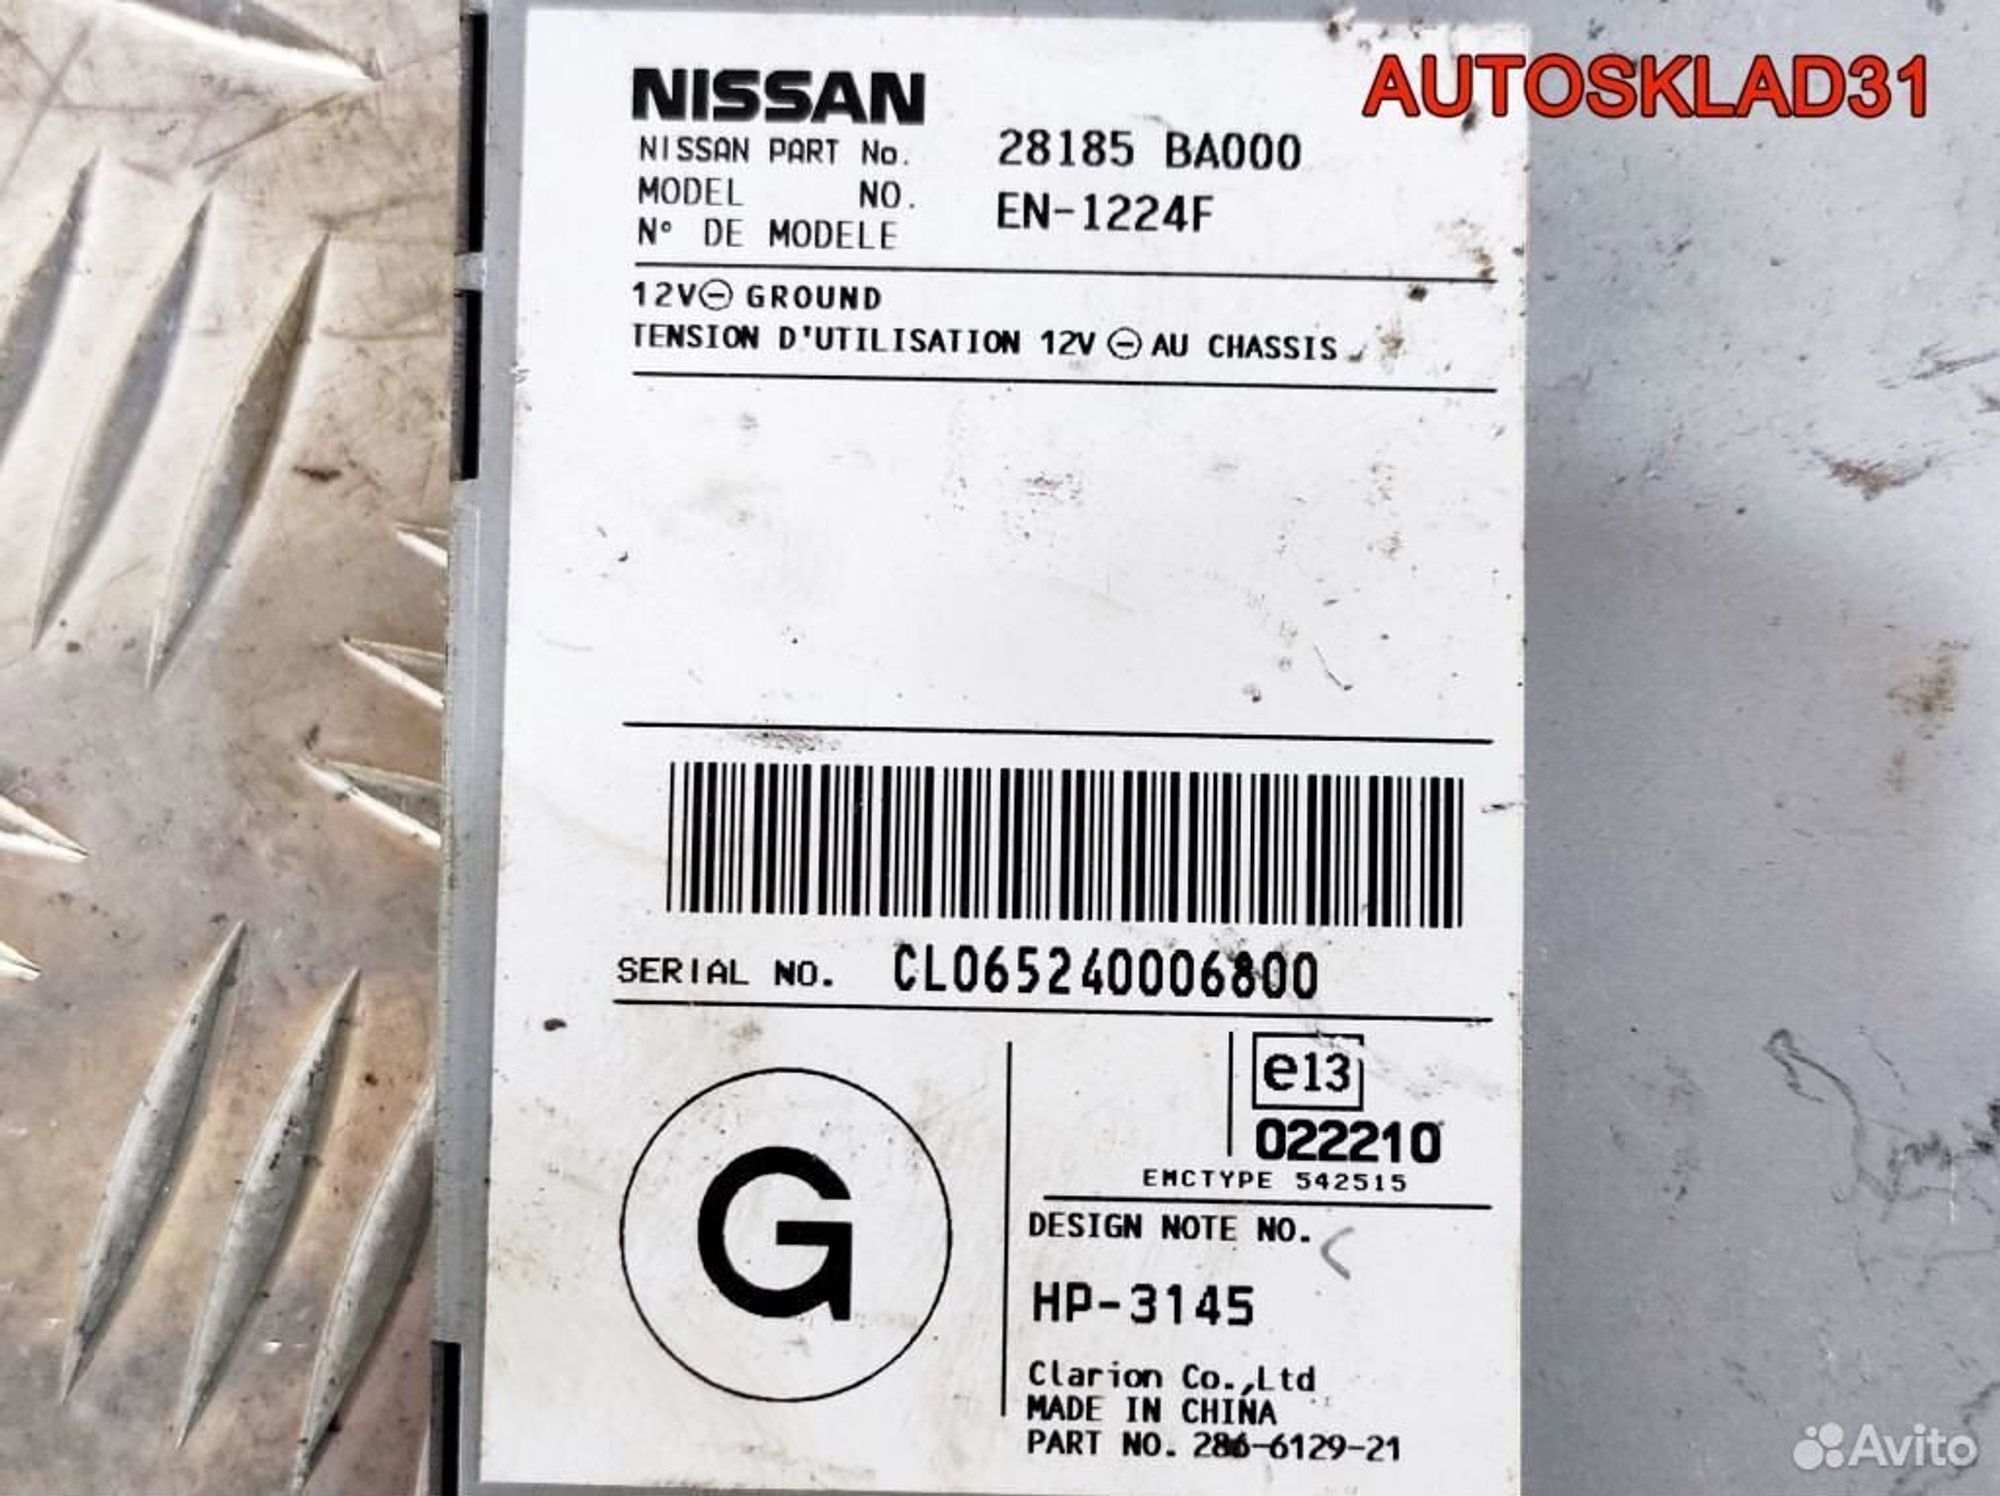 AUTOSKLAD31
NISSAN
NISSAN PART No. 28185 BA000
MODEL NO. EN-1224F
N° DE MODELE
12V⊖ GROUND
TENSION D'UTILISATION 12V ⊖ AU CHASSIS
SERIAL NO. CL065240006800
e13
022210
EMCTYPE 542515
G
DESIGN NOTE NO.
HP-3145
Clarion Co.,Ltd
MADE IN CHINA
PART NO. 286-6129-21
Avito